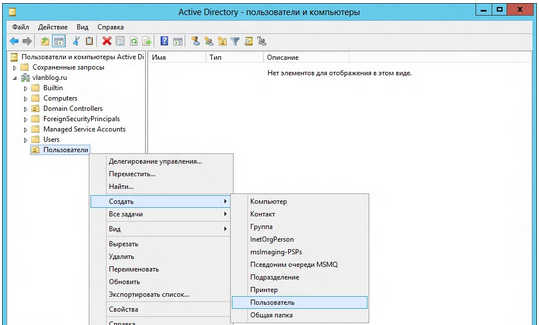 Active Directory - пользователи и компьютеры
Файл Действие Вид Справка
Пользователи и компьютеры Active Di
Сохраненные запросы
vlanblog.ru
Builtin
Computers
Domain Controllers
ForeignSecurityPrincipals
Managed Service Accounts
Users
Пользователи
Имя Тип Описание
Нет элементов для отображения в этом виде.
Делегирование управления...
Переместить...
Найти...
Создать
Все задачи
Вид
Вырезать
Удалить
Переименовать
Обновить
Экспортировать список...
Свойства
Справка
Компьютер
Контакт
Группа
InetOrgPerson
msImaging-PSPs
Псевдоним очереди MSMQ
Подразделение
Принтер
Пользователь
Общая папка